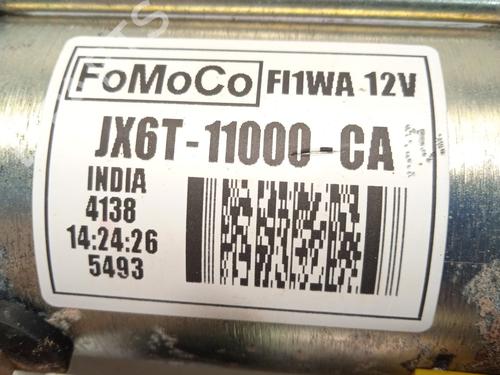 FoMoCo FI1WA 12V
JX6T-11000-CA
INDIA
4138
14:24:26
5493